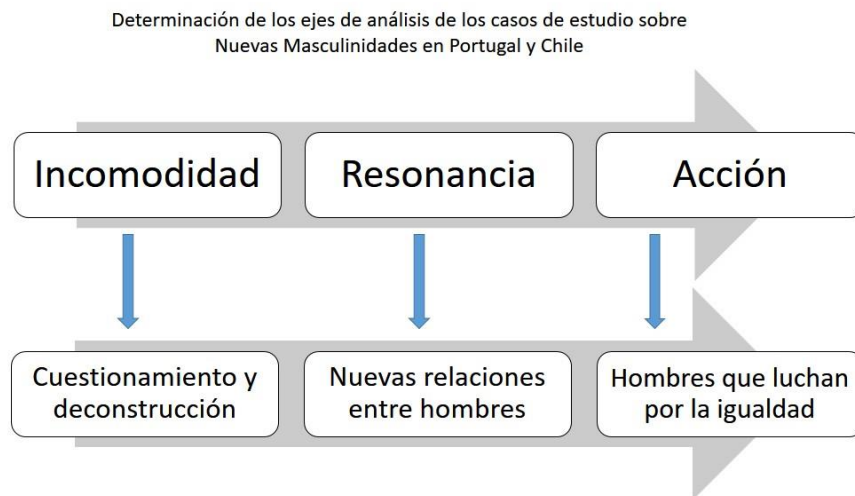 Determinación de los ejes de análisis de los casos de estudio sobre
Nuevas Masculinidades en Portugal y Chile
Incomodidad
Resonancia
Acción
Cuestionamiento y
deconstrucción
Nuevas relaciones
entre hombres
Hombres que luchan
por la igualdad